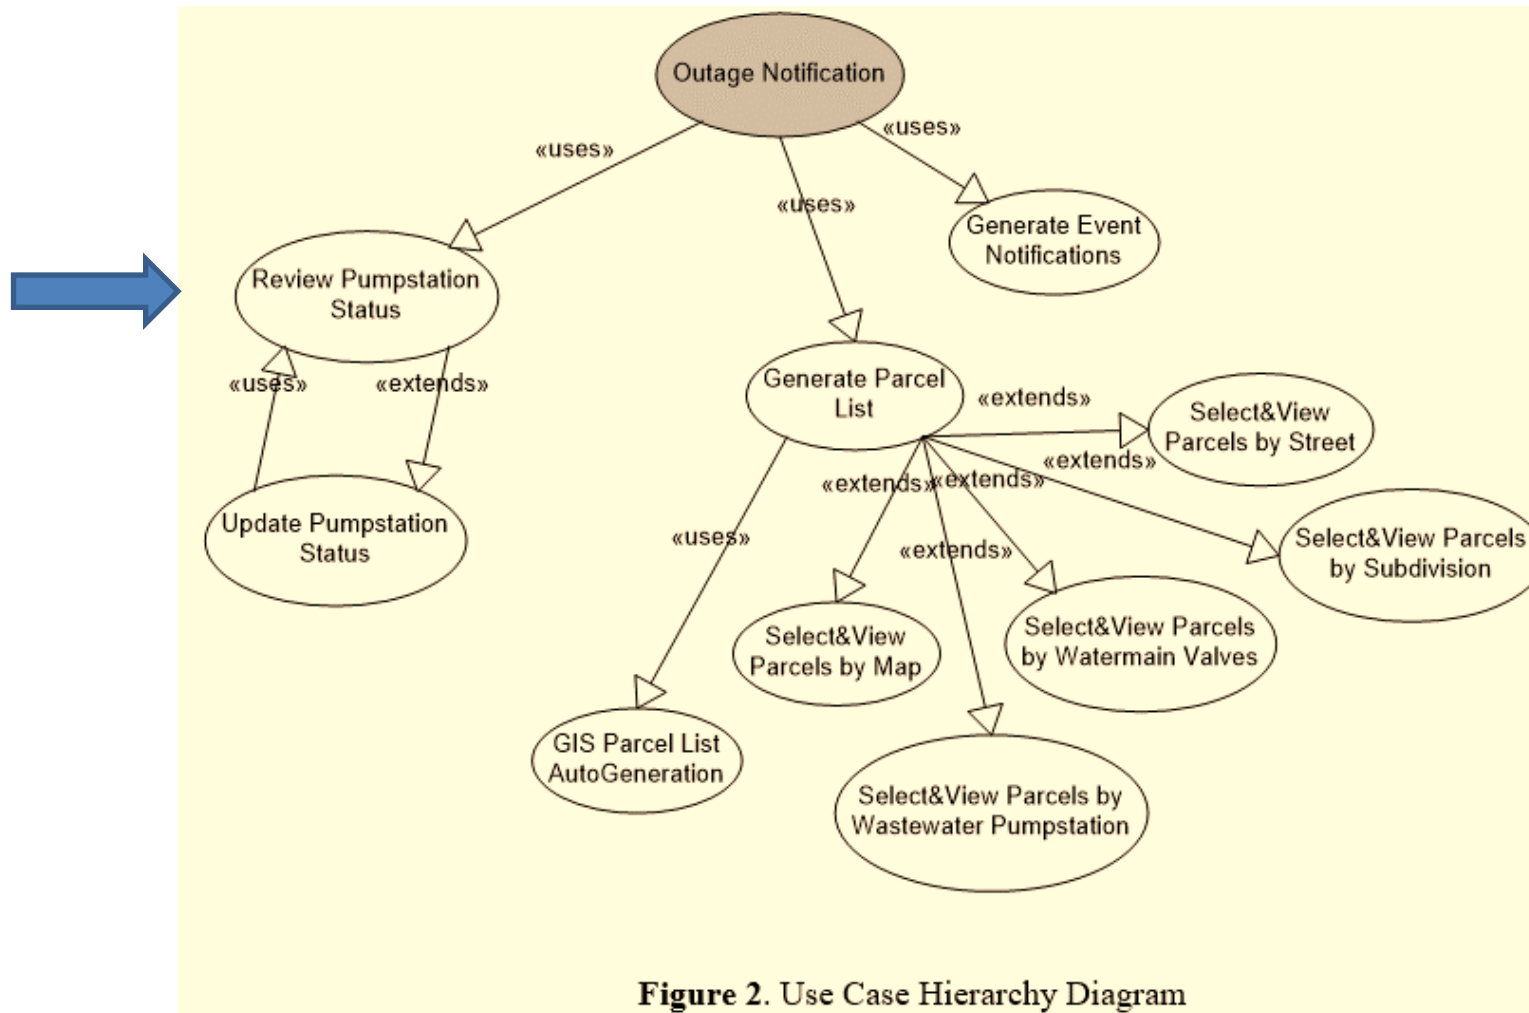 Outage Notification
«uses»
«uses»
«uses»
Generate Event
Notifications
Review Pumpstation
Status
«uses»
«extends»
Generate Parcel
List
«extends»
Select&View
Parcels by Street
«extends»
«extends»
«extends»
Update Pumpstation
Status
«uses»
«extends»
Select&View Parcels
by Subdivision
Select&View
Parcels by Map
Select&View Parcels
by Watermain Valves
GIS Parcel List
AutoGeneration
Select&View Parcels by
Wastewater Pumpstation
Figure 2. Use Case Hierarchy Diagram